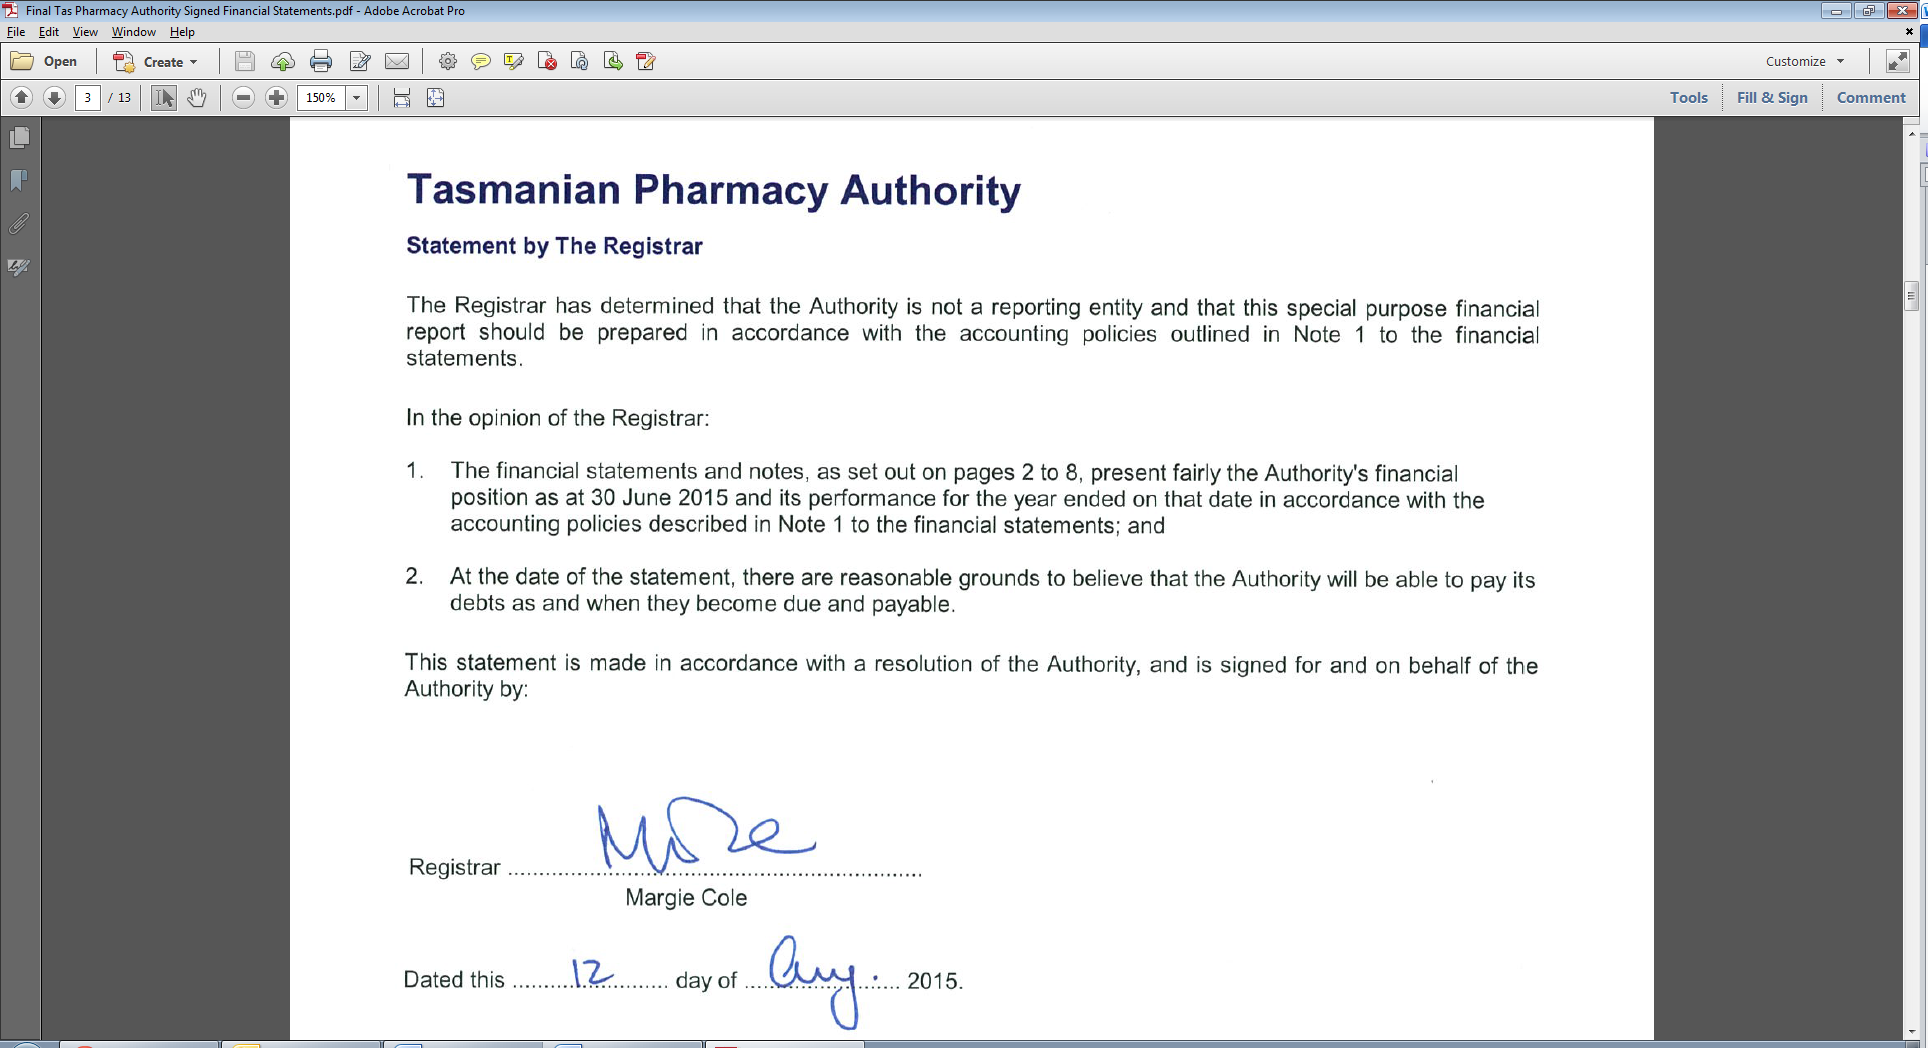 Final Tas Pharmacy Authority Signed Financial Statements.pdf - Adobe Acrobat Pro
File Edit View Window Help
Open Create Customize
3 / 13 150% Tools Fill & Sign Comment
Tasmanian Pharmacy Authority
Statement by The Registrar
The Registrar has determined that the Authority is not a reporting entity and that this special purpose financial
report should be prepared in accordance with the accounting policies outlined in Note 1 to the financial
statements.
In the opinion of the Registrar:
1. The financial statements and notes, as set out on pages 2 to 8, present fairly the Authority's financial
position as at 30 June 2015 and its performance for the year ended on that date in accordance with the
accounting policies described in Note 1 to the financial statements; and
2. At the date of the statement, there are reasonable grounds to believe that the Authority will be able to pay its
debts as and when they become due and payable.
This statement is made in accordance with a resolution of the Authority, and is signed for and on behalf of the
Authority by:
Registrar
Margie Cole
Dated this 12 day of Aug. 2015.